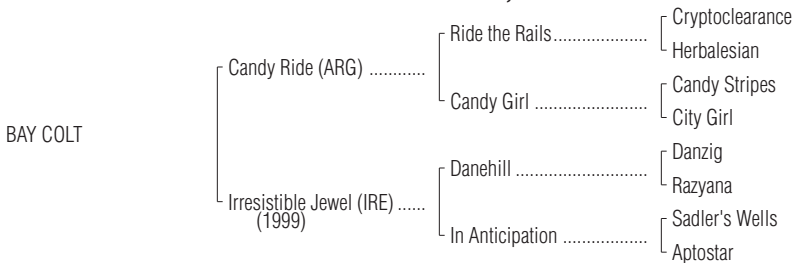 Cryptoclearance
Ride the Rails....................
Herbalesian
Candy Ride (ARG) ............
Candy Stripes
Candy Girl ........................
City Girl
BAY COLT
Danzig
Danehill ............................
Razyana
Irresistible Jewel (IRE) ......
(1999)
Sadler's Wells
In Anticipation ..................
Aptostar